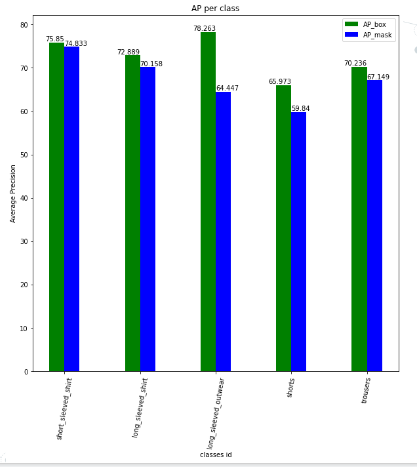 AP per class
AP_box
AP_mask
Average Precision
80
70
60
50
40
30
20
10
0
75.85
74.833
72.889
70.158
78.263
64.447
65.973
59.84
70.236
67.149
short_sleeved_shirt
long_sleeved_shirt
long_sleeved_outwear
shorts
trousers
classes id